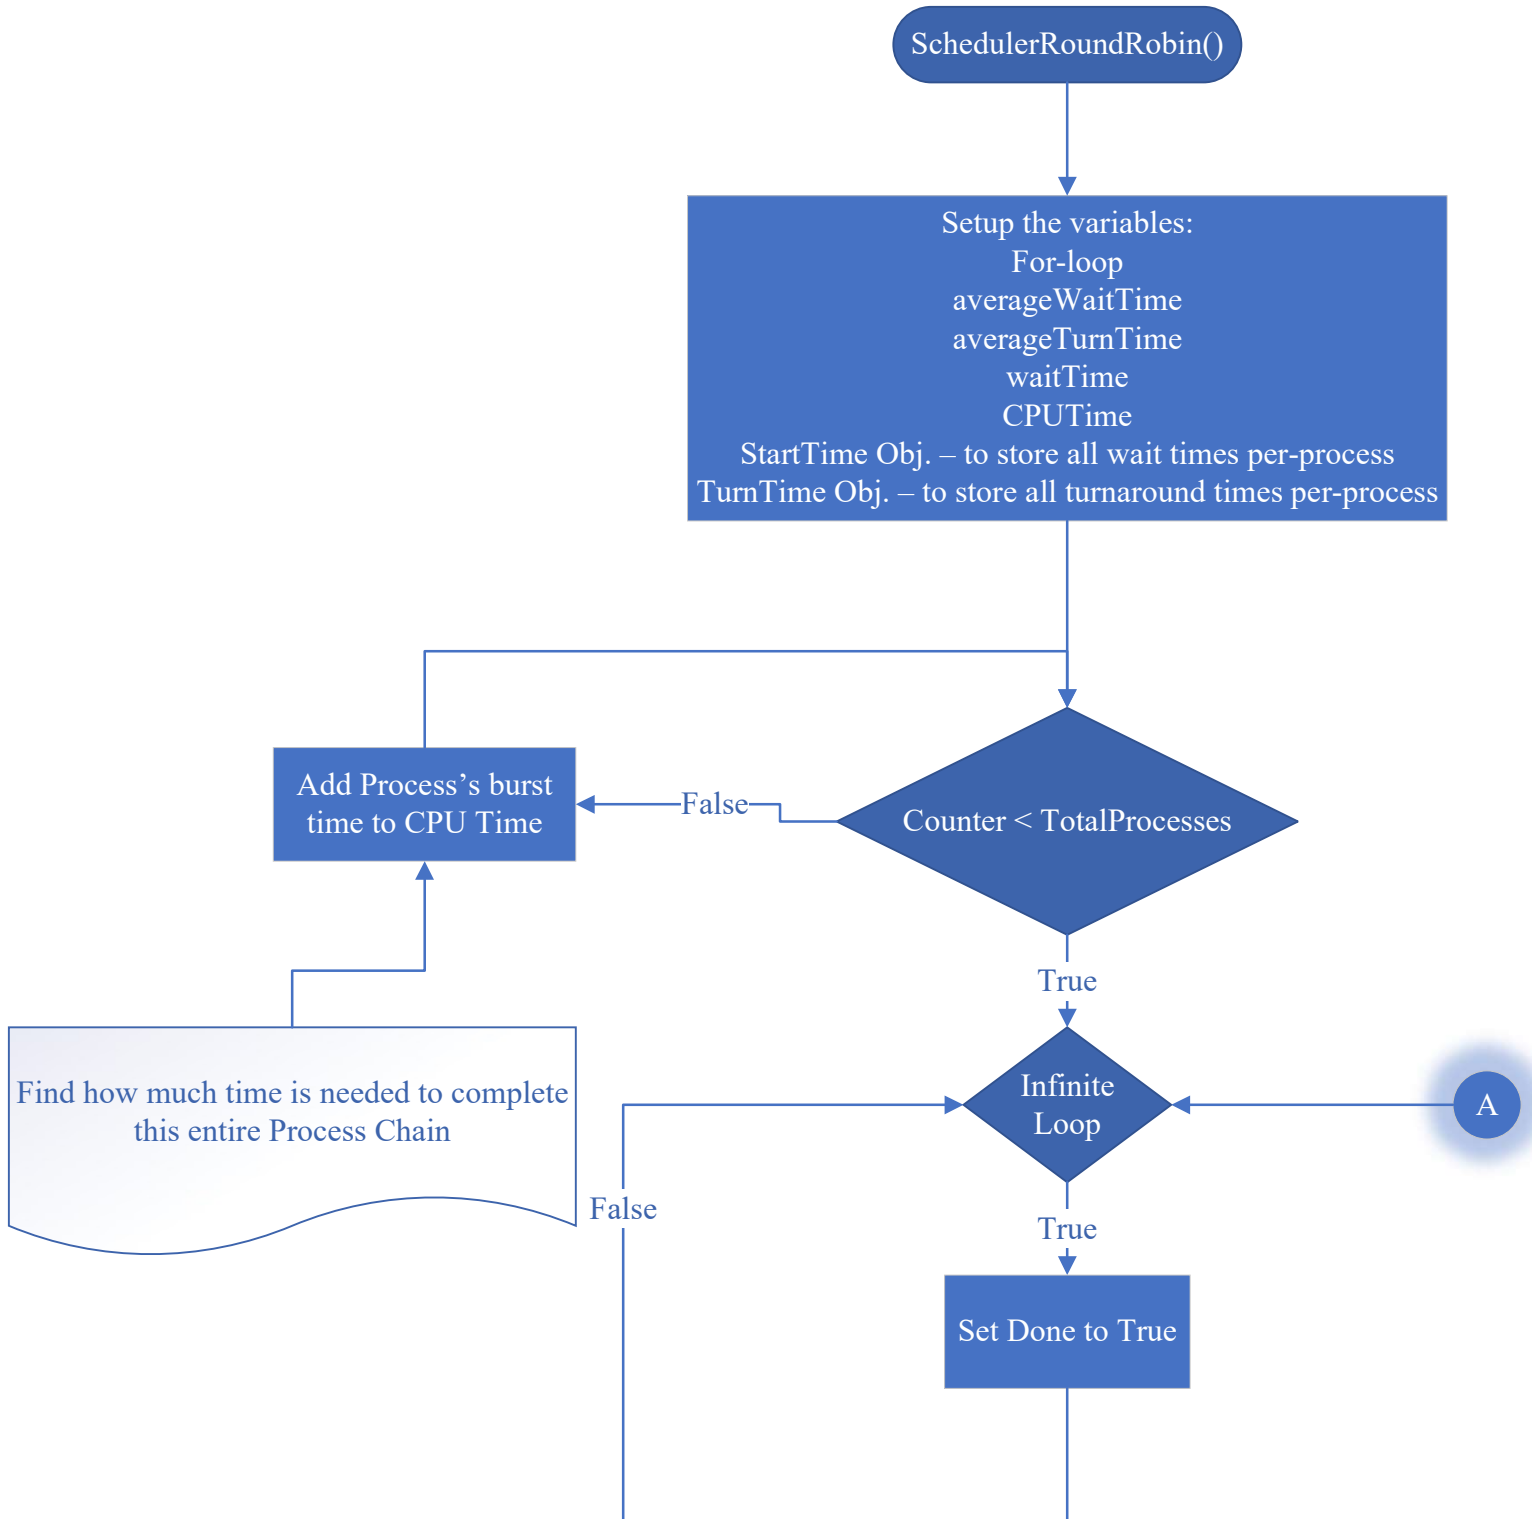 SchedulerRoundRobin()
Setup the variables:
For-loop
averageWaitTime
averageTurnTime
waitTime
CPUTime
StartTime Obj. – to store all wait times per-process
TurnTime Obj. – to store all turnaround times per-process
Add Process’s burst
time to CPU Time
False
Counter < TotalProcesses
True
Find how much time is needed to complete
this entire Process Chain
Infinite
Loop
A
False
True
Set Done to True